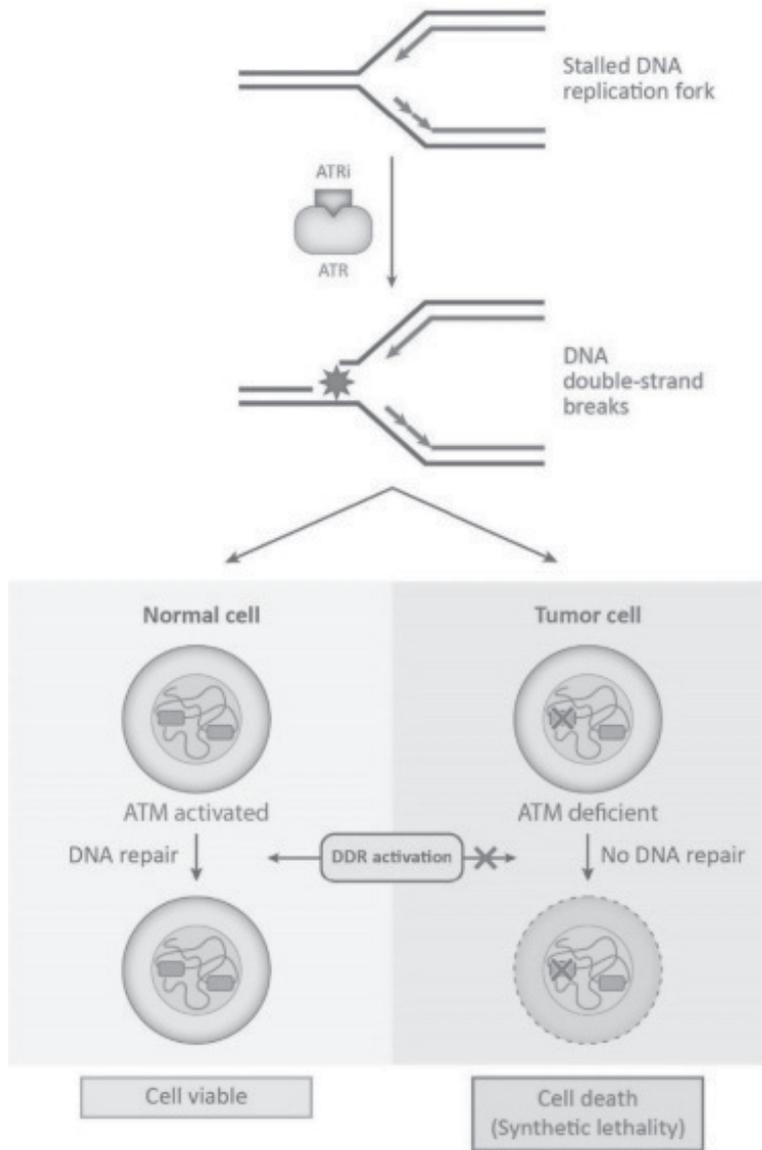 Stalled DNA
replication fork
ATRi
ATR
DNA
double-strand
breaks
Normal cell
Tumor cell
ATM activated
ATM deficient
DNA repair
DDR activation
No DNA repair
Cell viable
Cell death
(Synthetic lethality)